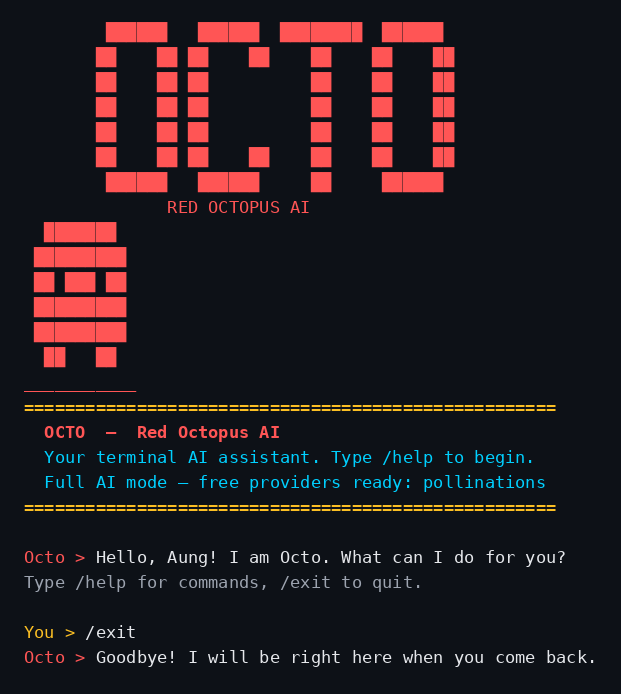 OCTO
RED OCTOPUS AI
___________
====================================================
OCTO — Red Octopus AI
Your terminal AI assistant. Type /help to begin.
Full AI mode — free providers ready: pollinations
====================================================
Octo > Hello, Aung! I am Octo. What can I do for you?
Type /help for commands, /exit to quit.
You > /exit
Octo > Goodbye! I will be right here when you come back.